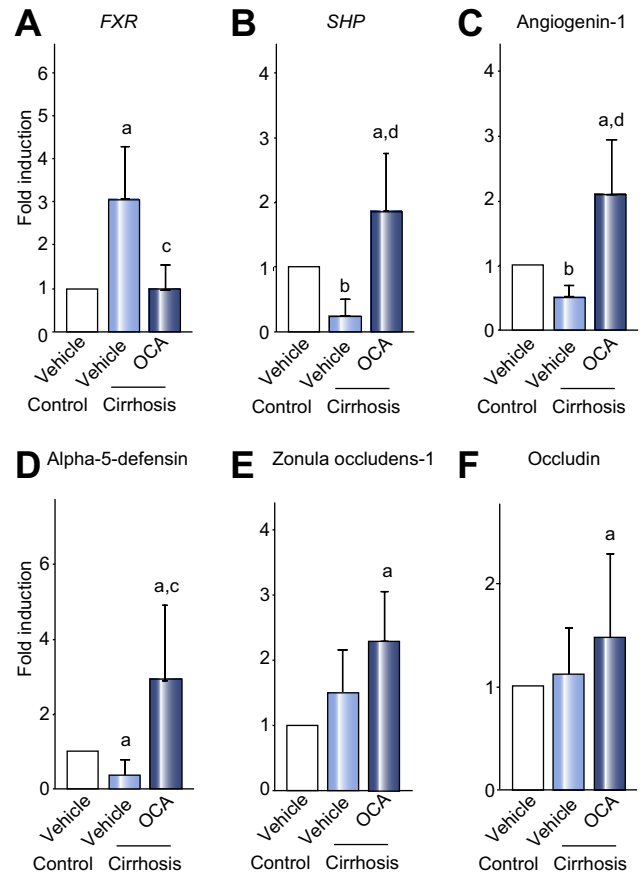 A FXR
Fold induction
6
5
4
3
2
1
0
a
c
Vehicle
Vehicle
OCA
Control
Cirrhosis
B SHP
4
3
2
1
0
b
a,d
Vehicle
Vehicle
OCA
Control
Cirrhosis
C Angiogenin-1
4
3
2
1
0
b
a,d
Vehicle
Vehicle
OCA
Control
Cirrhosis
D Alpha-5-defensin
Fold induction
6
4
2
0
a
a,c
Vehicle
Vehicle
OCA
Control
Cirrhosis
E Zonula occludens-1
4
3
2
1
0
a
Vehicle
Vehicle
OCA
Control
Cirrhosis
F Occludin
2
1
0
a
Vehicle
Vehicle
OCA
Control
Cirrhosis